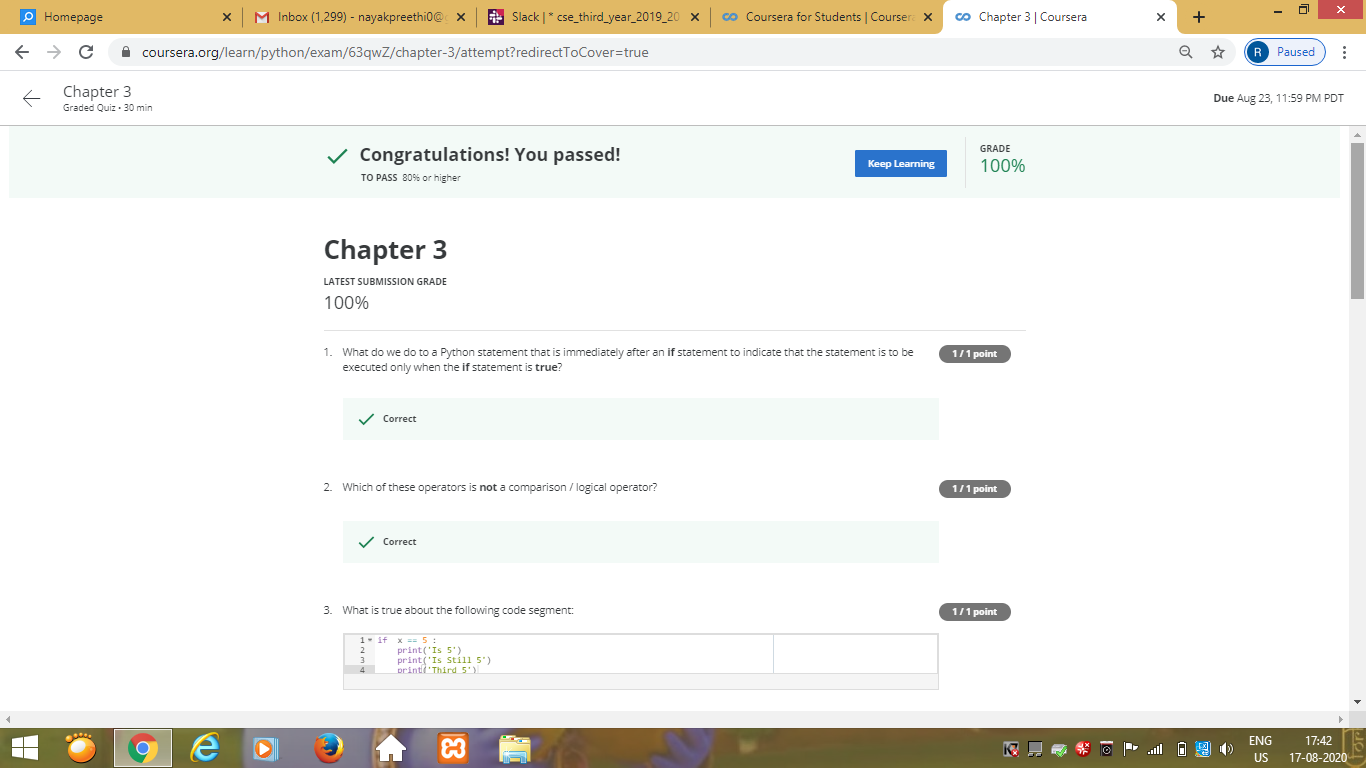 Homepage
Inbox (1,299) - nayakpreethi0@
Slack | * cse_third_year_2019_20
Coursera for Students | Coursera
Chapter 3 | Coursera
coursera.org/learn/python/exam/63qwZ/chapter-3/attempt?redirectToCover=true
R
Paused
Chapter 3
Graded Quiz • 30 min
Due Aug 23, 11:59 PM PDT
Congratulations! You passed!
TO PASS 80% or higher
Keep Learning
GRADE
100%
Chapter 3
LATEST SUBMISSION GRADE
100%
1. What do we do to a Python statement that is immediately after an if statement to indicate that the statement is to be
executed only when the if statement is true?
1 / 1 point
Correct
2. Which of these operators is not a comparison / logical operator?
1 / 1 point
Correct
3. What is true about the following code segment:
1 / 1 point
1 if x == 5 :
2 print('Is 5')
3 print('Is Still 5')
4 print('Third 5')
ENG
US
17:42
17-08-2020